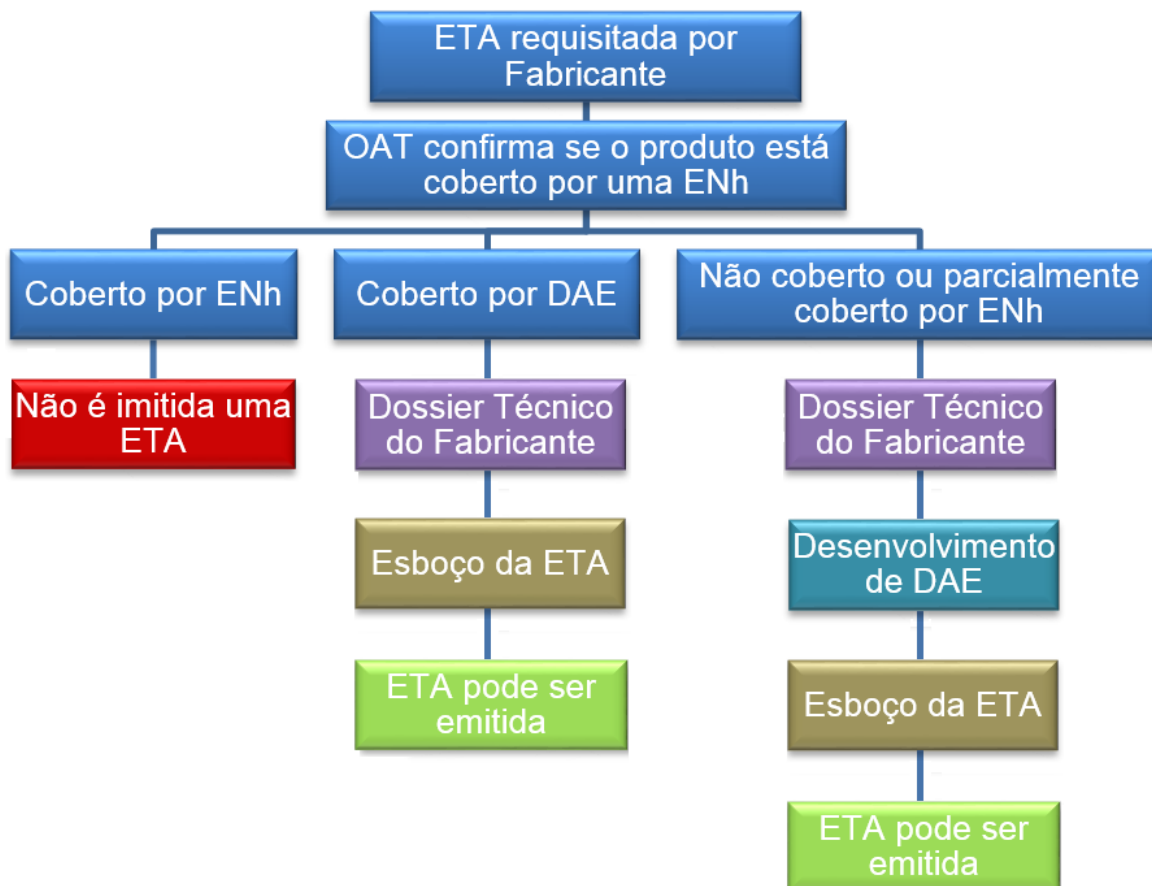 ETA requisitada por
Fabricante
OAT confirma se o produto está
coberto por uma ENh
Coberto por ENh
Coberto por DAE
Não coberto ou parcialmente
coberto por ENh
Não é imitida uma
ETA
Dossier Técnico
do Fabricante
Dossier Técnico
do Fabricante
Esboço da ETA
Desenvolvimento
de DAE
ETA pode ser
emitida
Esboço da ETA
ETA pode ser
emitida